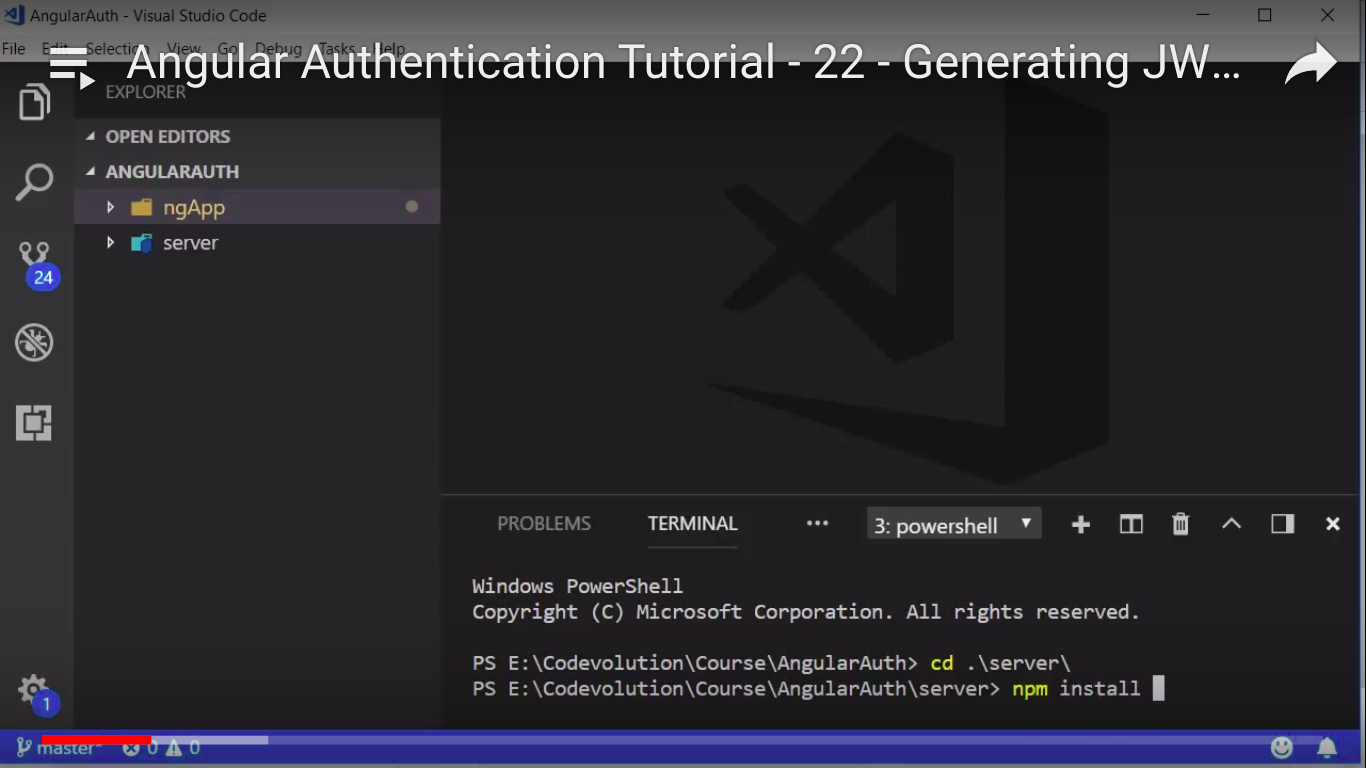 AngularAuth - Visual Studio Code
File Edit Selection View Go Debug Tasks Help
Angular Authentication Tutorial - 22 - Generating JW...
EXPLORER
OPEN EDITORS
ANGULARAUTH
ngApp
server
24
PROBLEMS TERMINAL ... 3: powershell
Windows PowerShell
Copyright (C) Microsoft Corporation. All rights reserved.
PS E:\Codevolution\Course\AngularAuth> cd .\server\
PS E:\Codevolution\Course\AngularAuth\server> npm install
1
master* 0 0